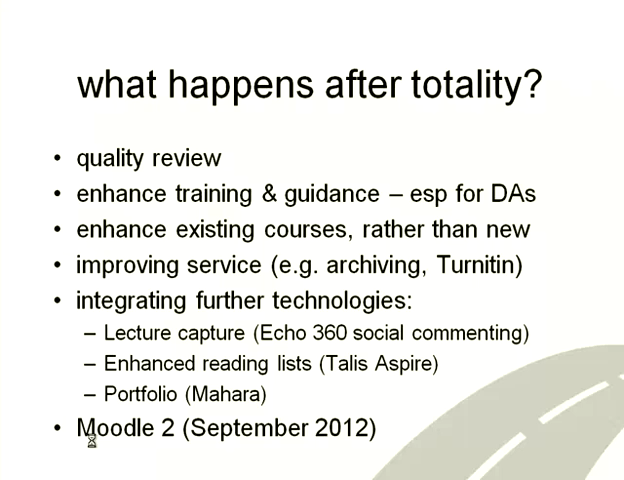 what happens after totality?
• quality review
• enhance training & guidance – esp for DAs
• enhance existing courses, rather than new
• improving service (e.g. archiving, Turnitin)
• integrating further technologies:
– Lecture capture (Echo 360 social commenting)
– Enhanced reading lists (Talis Aspire)
– Portfolio (Mahara)
• Moodle 2 (September 2012)